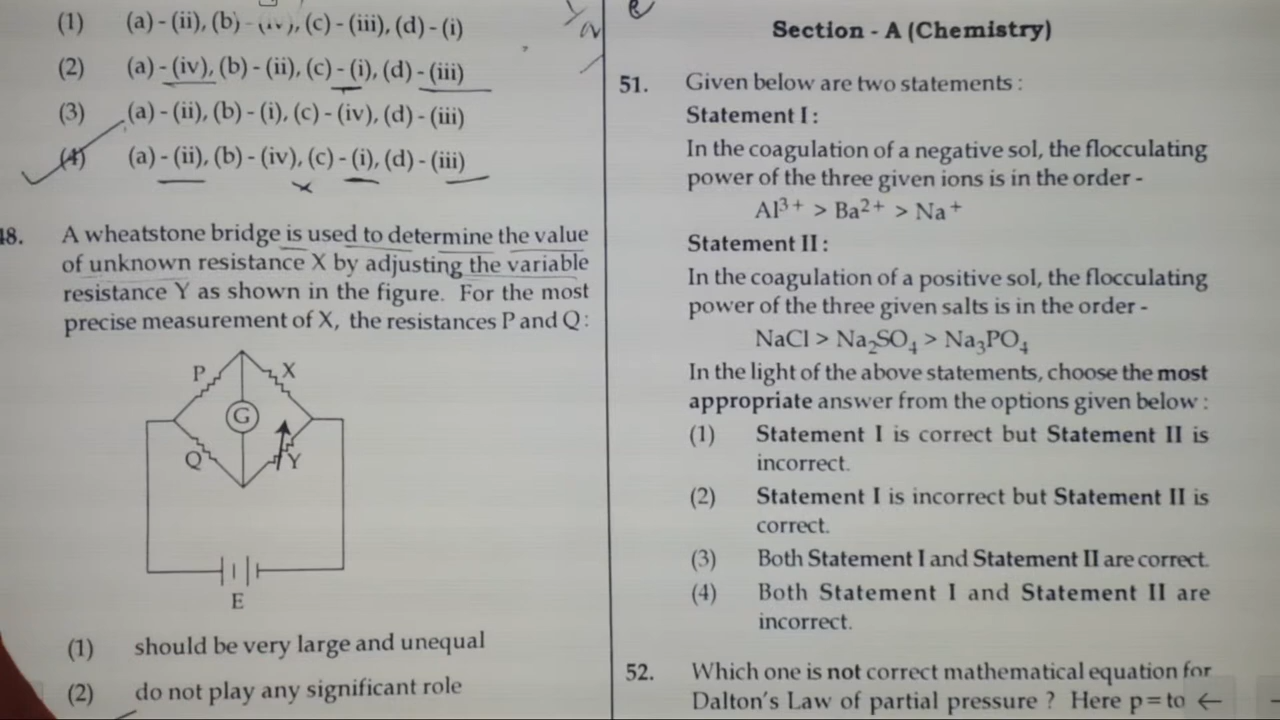 (1) (a) - (ii), (b) - (iv), (c) - (iii), (d) - (i)
(2) (a) - (iv), (b) - (ii), (c) - (i), (d) - (iii)
(3) (a) - (ii), (b) - (i), (c) - (iv), (d) - (iii)
(4) (a) - (ii), (b) - (iv), (c) - (i), (d) - (iii)
48. A wheatstone bridge is used to determine the value
of unknown resistance X by adjusting the variable
resistance Y as shown in the figure. For the most
precise measurement of X, the resistances P and Q :
P X
G
Q Y
E
(1) should be very large and unequal
(2) do not play any significant role
Section - A (Chemistry)
51. Given below are two statements :
Statement I :
In the coagulation of a negative sol, the flocculating
power of the three given ions is in the order -
Al³⁺ > Ba²⁺ > Na⁺
Statement II :
In the coagulation of a positive sol, the flocculating
power of the three given salts is in the order -
NaCl > Na₂SO₄ > Na₃PO₄
In the light of the above statements, choose the most
appropriate answer from the options given below :
(1) Statement I is correct but Statement II is
incorrect.
(2) Statement I is incorrect but Statement II is
correct.
(3) Both Statement I and Statement II are correct.
(4) Both Statement I and Statement II are
incorrect.
52. Which one is not correct mathematical equation for
Dalton's Law of partial pressure ? Here p = to